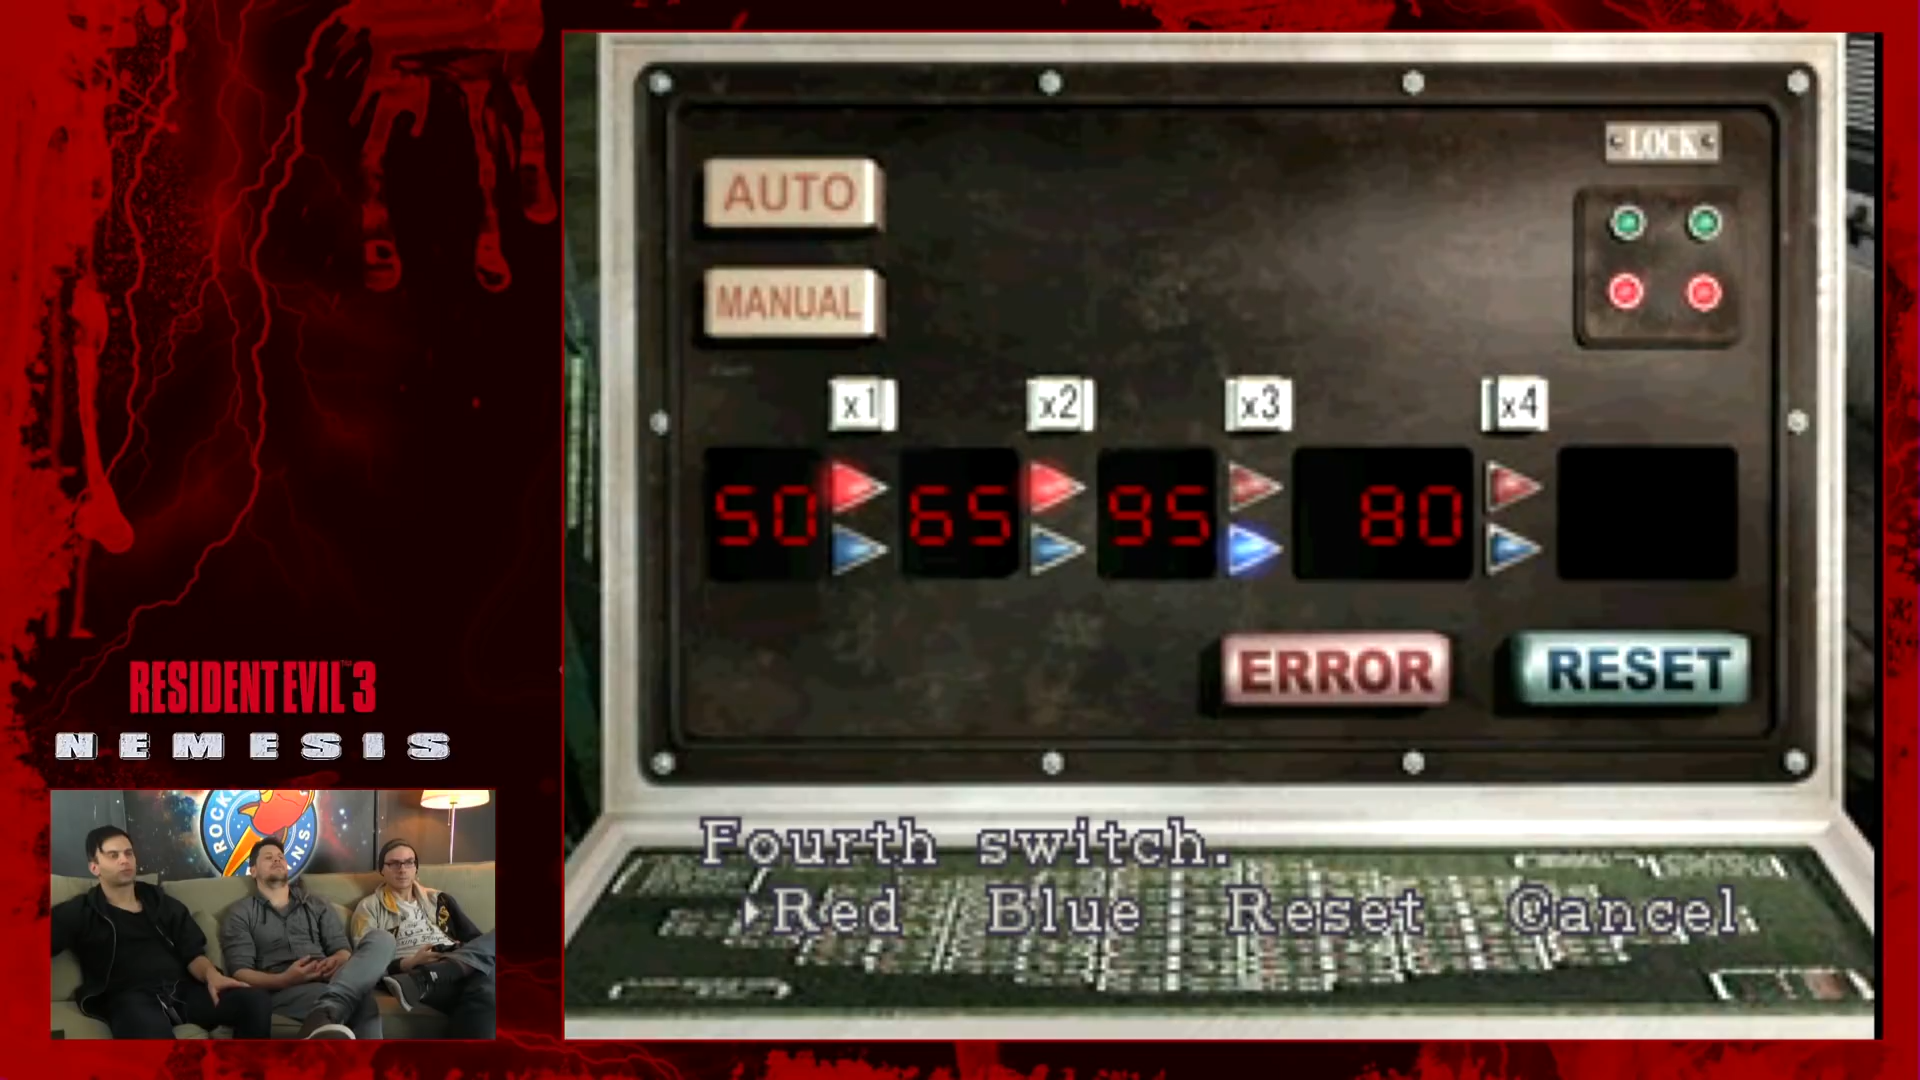 AUTO
MANUAL
LOCK
x1 x2 x3 x4
50 65 95 80
ERROR RESET
Fourth switch.
Red Blue Reset Cancel
RESIDENT EVIL 3
NEMESIS